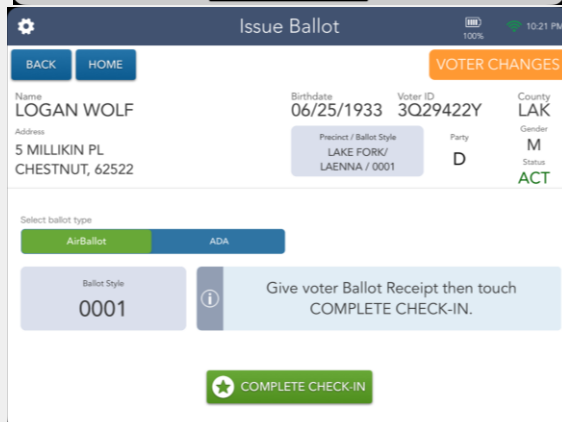 Issue Ballot
100%
10:21 PM
BACK
HOME
VOTER CHANGES
Name
LOGAN WOLF
Birthdate
06/25/1933
Voter ID
3Q29422Y
County
LAK
Address
5 MILLIKIN PL
CHESTNUT, 62522
Precinct / Ballot Style
LAKE FORK/
LAENNA / 0001
Party
D
Gender
M
Status
ACT
Select ballot type
AirBallot
ADA
Ballot Style
0001
Give voter Ballot Receipt then touch
COMPLETE CHECK-IN.
COMPLETE CHECK-IN